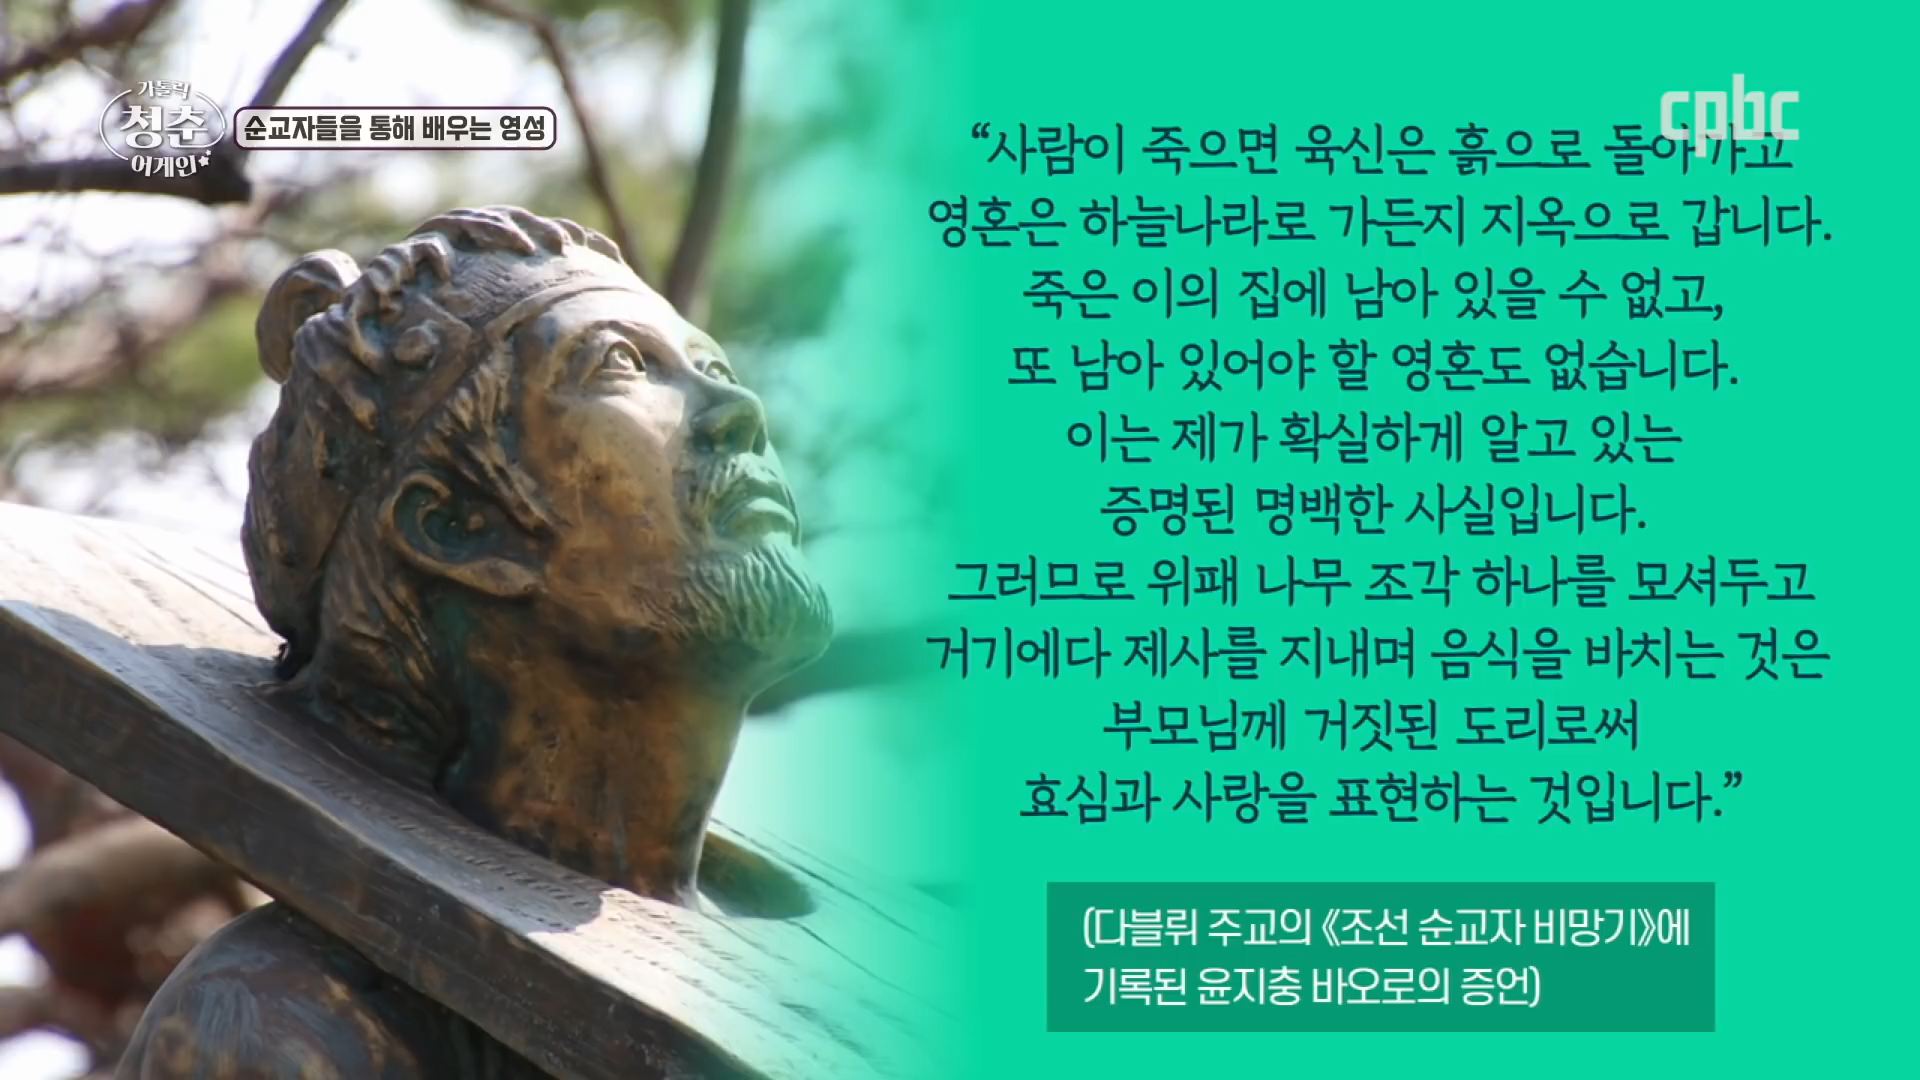 가톨릭
청춘
어게인
순교자들을 통해 배우는 영성
cpbc
“사람이 죽으면 육신은 흙으로 돌아가고
영혼은 하늘나라로 가든지 지옥으로 갑니다.
죽은 이의 집에 남아 있을 수 없고,
또 남아 있어야 할 영혼도 없습니다.
이는 제가 확실하게 알고 있는
증명된 명백한 사실입니다.
그러므로 위패 나무 조각 하나를 모셔두고
거기에다 제사를 지내며 음식을 바치는 것은
부모님께 거짓된 도리로써
효심과 사랑을 표현하는 것입니다.”
(다블뤼 주교의 《조선 순교자 비망기》에
기록된 윤지충 바오로의 증언)